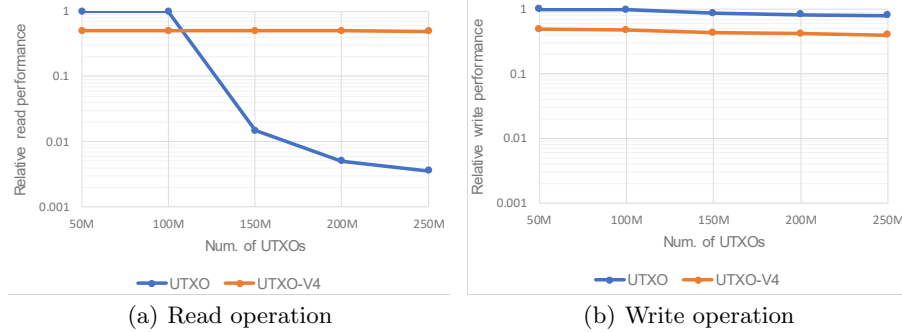 Relative read performance
1
0.1
0.01
0.001
50M 100M 150M 200M 250M
Num. of UTXOs
UTXO UTXO-V4
(a) Read operation
Relative write performance
1
0.1
0.01
0.001
50M 100M 150M 200M 250M
Num. of UTXOs
UTXO UTXO-V4
(b) Write operation